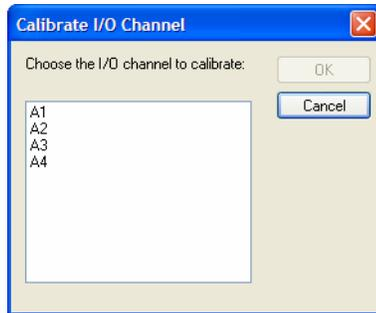 Calibrate I/O Channel
Choose the I/O channel to calibrate:
OK
Cancel
A1
A2
A3
A4